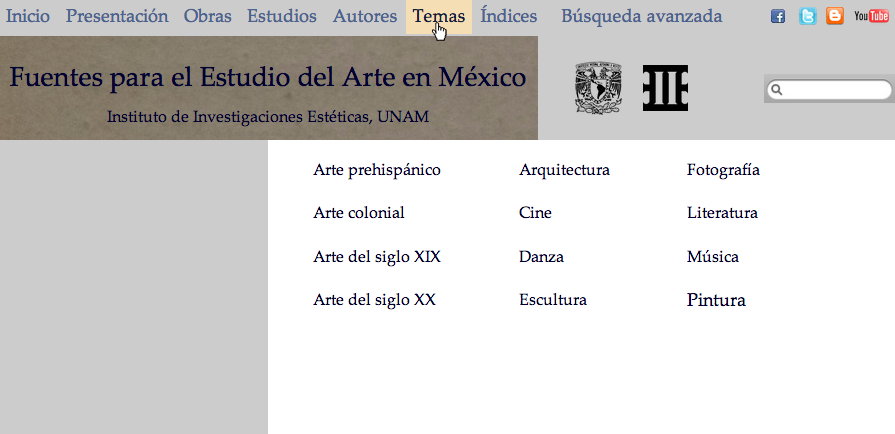 Inicio Presentación Obras Estudios Autores Temas Índices Búsqueda avanzada YouTube
Fuentes para el Estudio del Arte en México
Instituto de Investigaciones Estéticas, UNAM
Arte prehispánico Arquitectura Fotografía
Arte colonial Cine Literatura
Arte del siglo XIX Danza Música
Arte del siglo XX Escultura Pintura